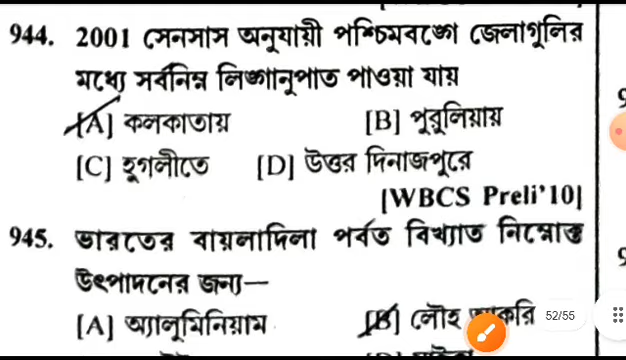 944. 2001 সেনসাস অনুযায়ী পশ্চিমবঙ্গে জেলাগুলির
মধ্যে সর্বনিম্ন লিঙ্গানুপাত পাওয়া যায়
[A] কলকাতায় [B] পুরুলিয়ায়
[C] হুগলীতে [D] উত্তর দিনাজপুরে
[WBCS Preli'10]
945. ভারতের বায়লাদিলা পর্বত বিখ্যাত নিম্নোক্ত
উৎপাদনের জন্য—
[A] অ্যালুমিনিয়াম [B] লৌহ আকরি
52/55